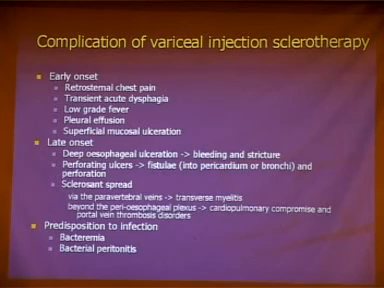 Complication of variceal injection sclerotherapy
Early onset
Retrosternal chest pain
Transient acute dysphagia
Low grade fever
Pleural effusion
Superficial mucosal ulceration
Late onset
Deep oesophageal ulceration -> bleeding and stricture
Perforating ulcers -> fistulae (into pericardium or bronchi) and
perforation
Sclerosant spread
via the paravertebral veins -> transverse myelitis
beyond the peri-oesophageal plexus -> cardiopulmonary compromise and
portal vein thrombosis disorders
Predisposition to infection
Bacteremia
Bacterial peritonitis